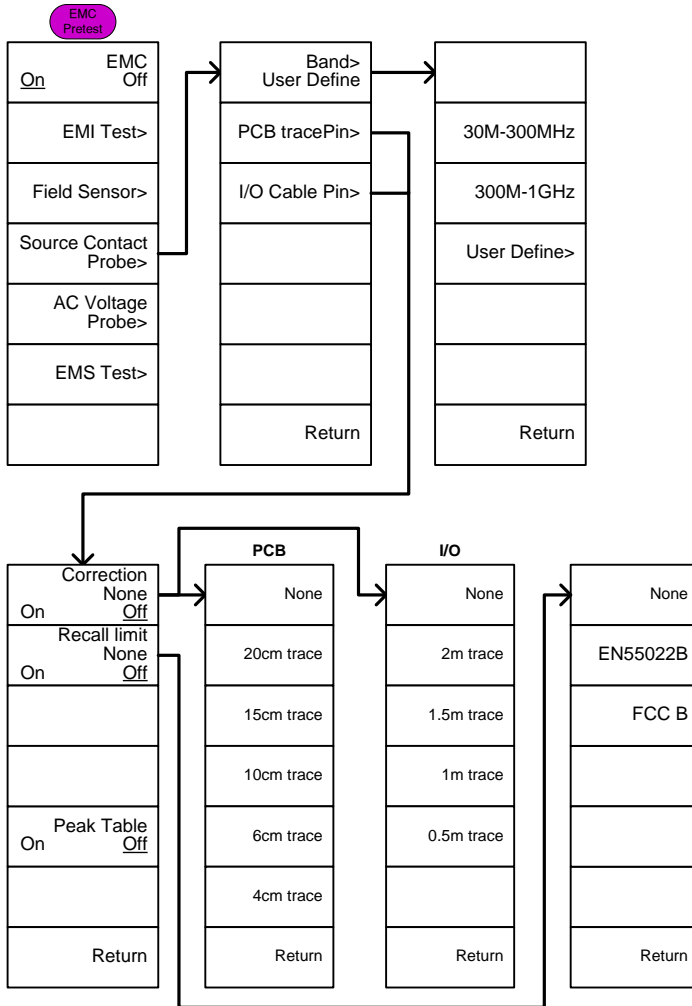 EMC
Pretest
EMC
On Off
EMI Test>
Field Sensor>
Source Contact
Probe>
AC Voltage
Probe>
EMS Test>
Band>
User Define
PCB tracePin>
I/O Cable Pin>
Return
30M-300MHz
300M-1GHz
User Define>
Return
Correction
None
On Off
Recall limit
None
On Off
Peak Table
On Off
Return
PCB
None
20cm trace
15cm trace
10cm trace
6cm trace
4cm trace
Return
I/O
None
2m trace
1.5m trace
1m trace
0.5m trace
Return
None
EN55022B
FCC B
Return